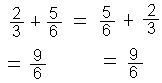 2/3 + 5/6 = 5/6 + 2/3
= 9/6 = 9/6